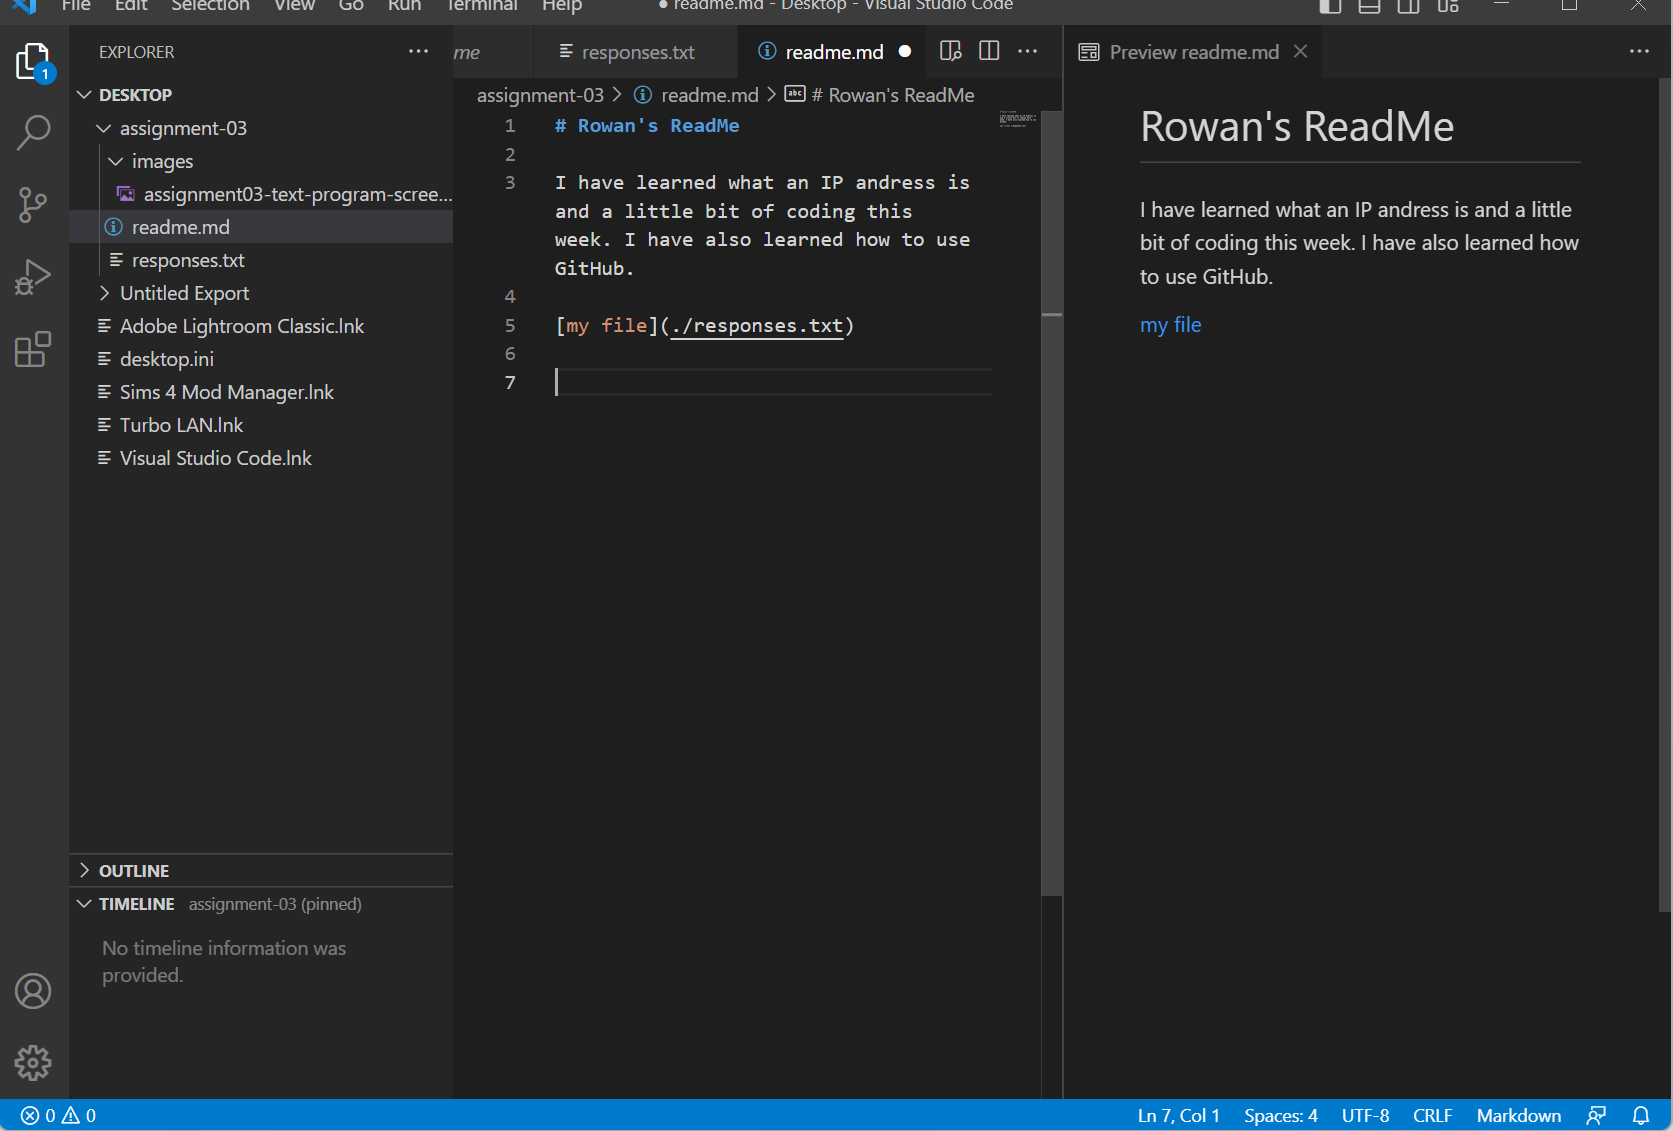 File Edit Selection View Go Run Terminal Help
● readme.md - Desktop - Visual Studio Code
EXPLORER
1
DESKTOP
assignment-03
images
assignment03-text-program-scree...
readme.md
responses.txt
Untitled Export
Adobe Lightroom Classic.lnk
desktop.ini
Sims 4 Mod Manager.lnk
Turbo LAN.lnk
Visual Studio Code.lnk
OUTLINE
TIMELINE assignment-03 (pinned)
No timeline information was
provided.
me responses.txt readme.md
assignment-03 > readme.md > # Rowan's ReadMe
1 # Rowan's ReadMe
2
3 I have learned what an IP andress is
and a little bit of coding this
week. I have also learned how to use
GitHub.
4
5 [my file](./responses.txt)
6
7
Preview readme.md
Rowan's ReadMe
I have learned what an IP andress is and a little
bit of coding this week. I have also learned how
to use GitHub.
my file
0 0 Ln 7, Col 1 Spaces: 4 UTF-8 CRLF Markdown